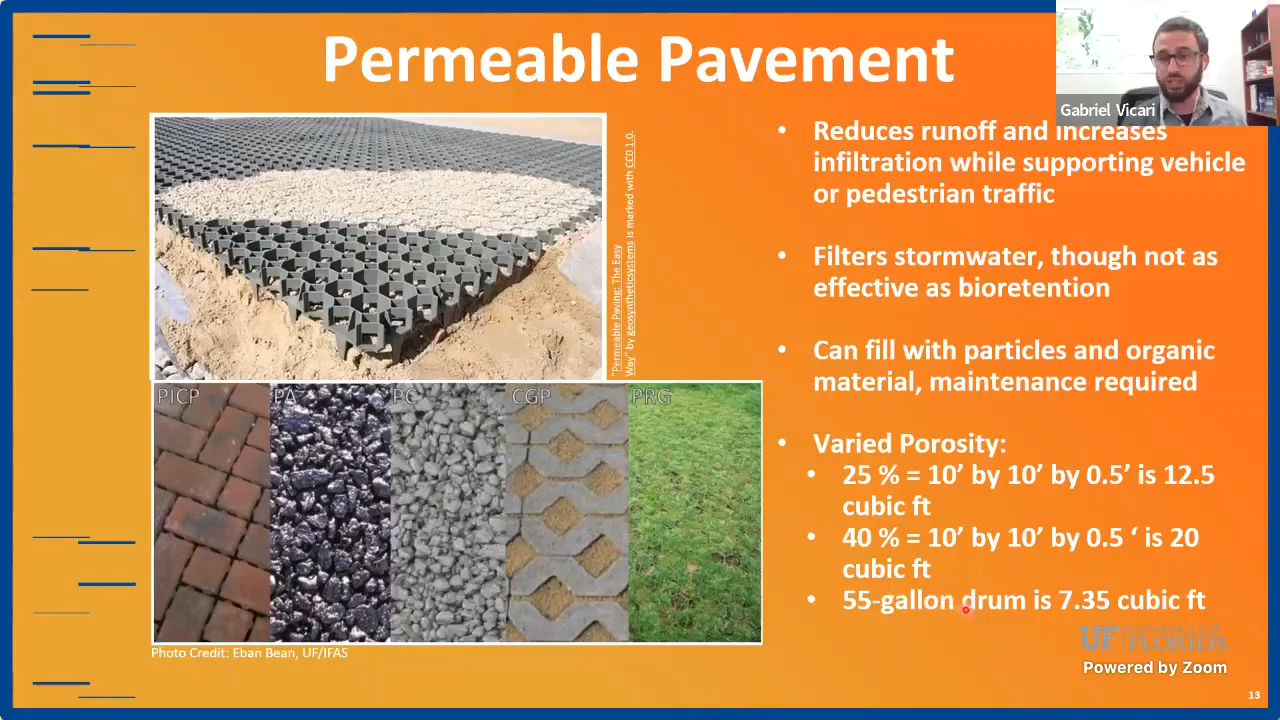 Permeable Pavement
Gabriel Vicari
• Reduces runoff and increases
infiltration while supporting vehicle
or pedestrian traffic
• Filters stormwater, though not as
effective as bioretention
• Can fill with particles and organic
material, maintenance required
• Varied Porosity:
• 25 % = 10’ by 10’ by 0.5’ is 12.5
cubic ft
• 40 % = 10’ by 10’ by 0.5 ‘ is 20
cubic ft
• 55-gallon drum is 7.35 cubic ft
"Permeable Paving: The Easy
Way" by geosyntheticsystems is marked with CC0 1.0.
PICP
PA
PC
CGP
PRG
Photo Credit: Eban Bean, UF/IFAS
UF FLORIDA
Powered by Zoom
13